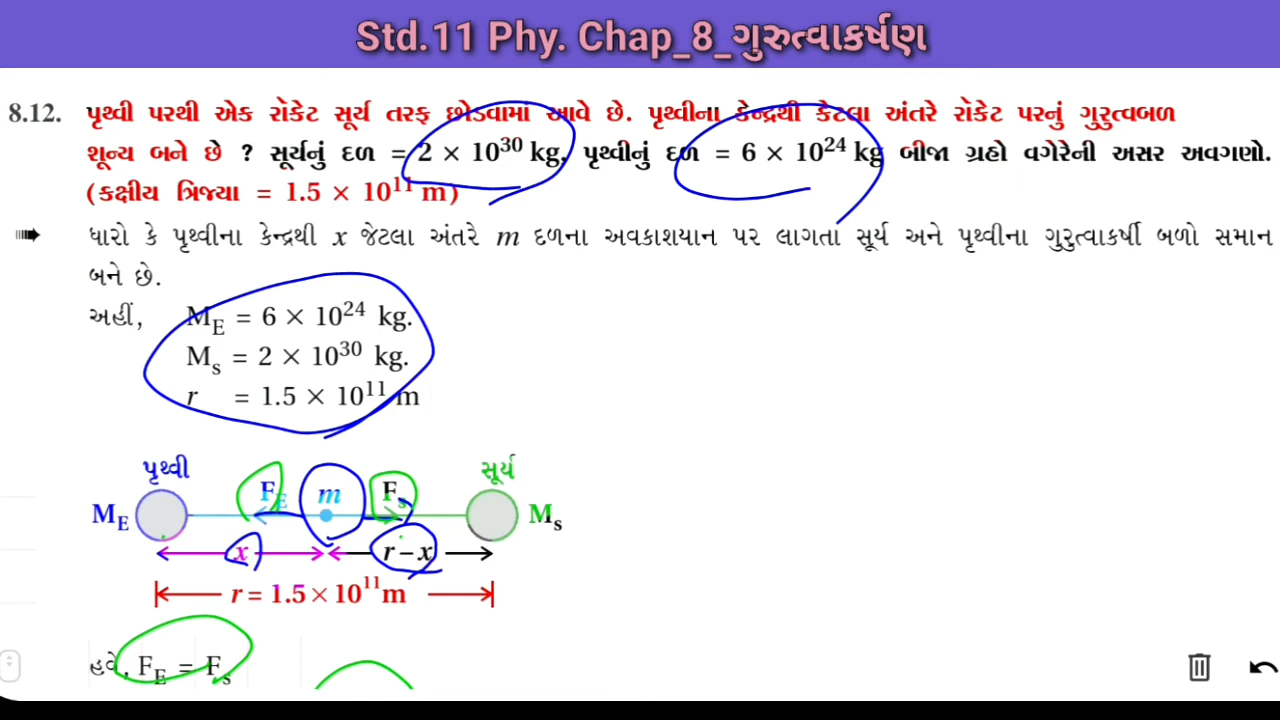 Std.11 Phy. Chap_8_ગુરુત્વાકર્ષણ
8.12. પૃથ્વી પરથી એક રૉકેટ સૂર્ય તરફ છોડવામાં આવે છે. પૃથ્વીના કેન્દ્રથી કેટલા અંતરે રૉકેટ પરનું ગુરુત્વબળ
શૂન્ય બને છે ? સૂર્યનું દળ = 2 × 10³⁰ kg, પૃથ્વીનું દળ = 6 × 10²⁴ kg બીજા ગ્રહો વગેરેની અસર અવગણો.
(કક્ષીય ત્રિજ્યા = 1.5 × 10¹¹ m)
➠ ધારો કે પૃથ્વીના કેન્દ્રથી x જેટલા અંતરે m દળના અવકાશયાન પર લાગતા સૂર્ય અને પૃથ્વીના ગુરુત્વાકર્ષી બળો સમાન
બને છે.
અહીં, M_E = 6 × 10²⁴ kg.
M_s = 2 × 10³⁰ kg.
r = 1.5 × 10¹¹ m
પૃથ્વી સૂર્ય
M_E F_E m F_s M_s
x r – x
r = 1.5 × 10¹¹ m
હવે, F_E = F_s